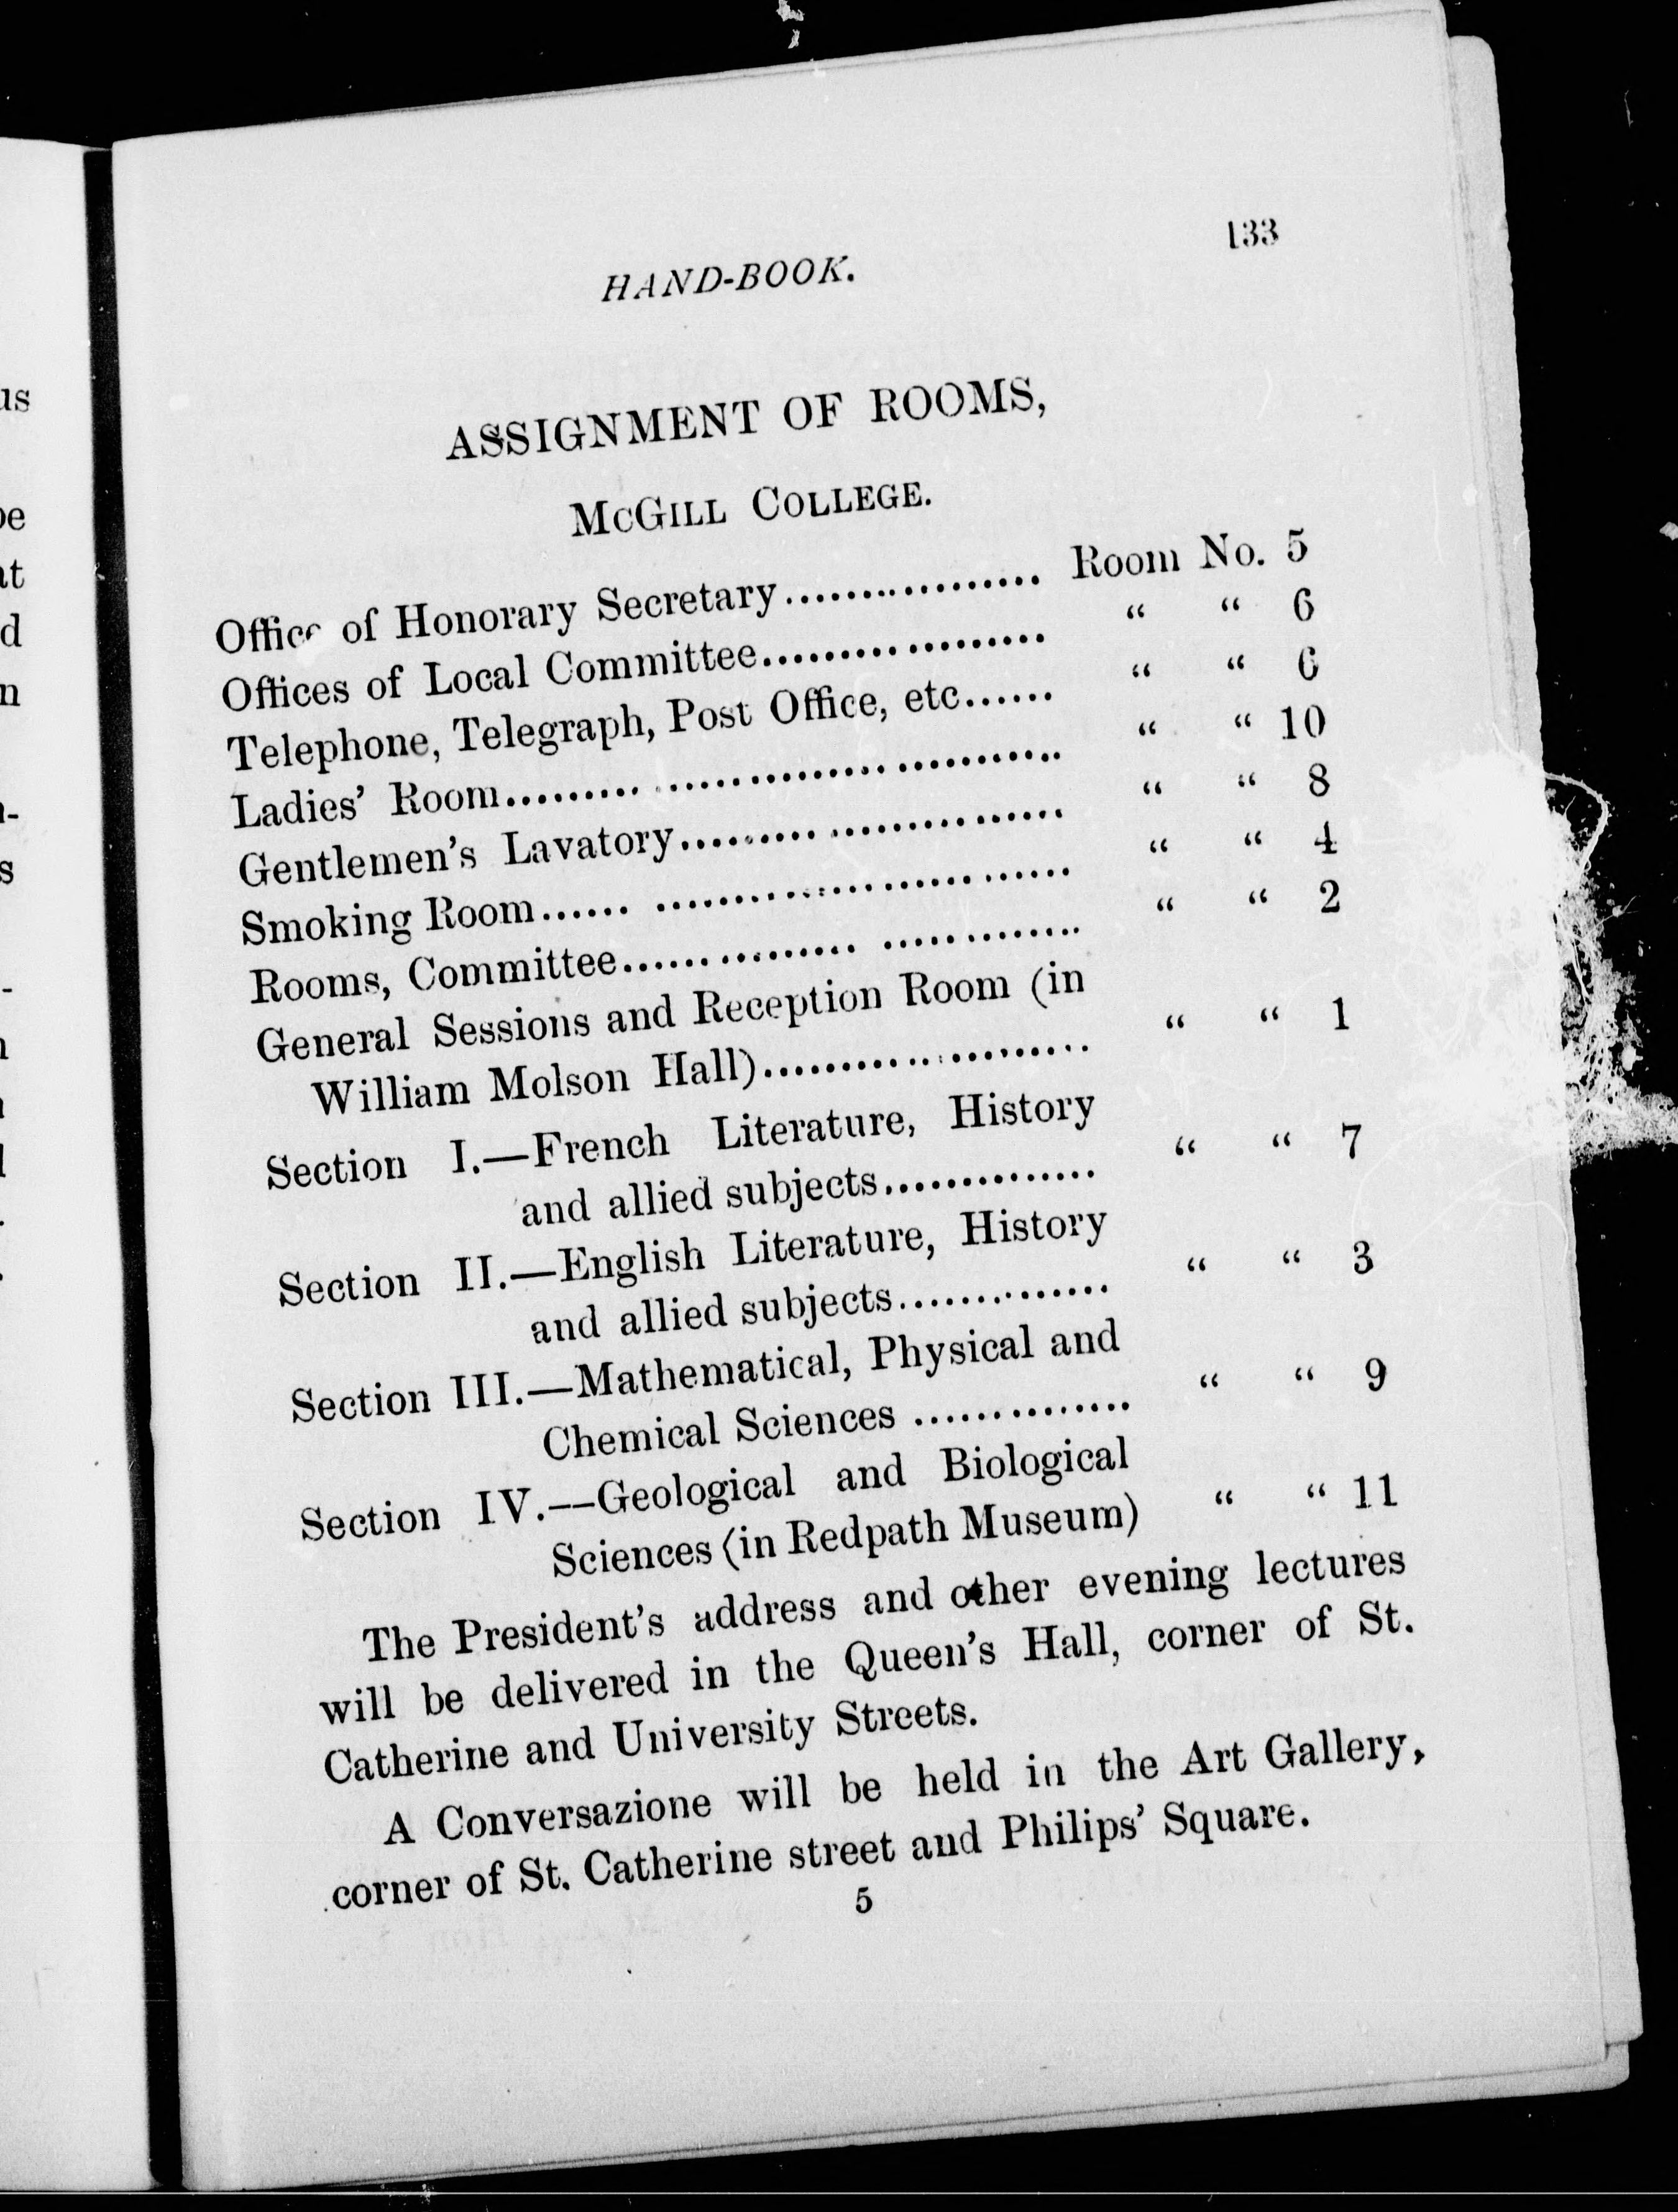 133
HAND-BOOK.
ASSIGNMENT OF ROOMS,
McGILL COLLEGE.
Office of Honorary Secretary................. Room No. 5
Offices of Local Committee................... “ “ 6
Telephone, Telegraph, Post Office, etc...... “ “ 6
Ladies’ Room.................................... “ “ 10
Gentlemen’s Lavatory......................... “ “ 8
Smoking Room.................................. “ “ 4
Rooms, Committee............................. “ “ 2
General Sessions and Reception Room (in
William Molson Hall)..................... “ “ 1
Section I.—French Literature, History
and allied subjects.............. “ “ 7
Section II.—English Literature, History
and allied subjects.............. “ “ 3
Section III.—Mathematical, Physical and
Chemical Sciences .............. “ “ 9
Section IV.—Geological and Biological
Sciences (in Redpath Museum) “ “ 11
The President’s address and other evening lectures
will be delivered in the Queen’s Hall, corner of St.
Catherine and University Streets.
A Conversazione will be held in the Art Gallery,
corner of St. Catherine street and Philips’ Square.
5